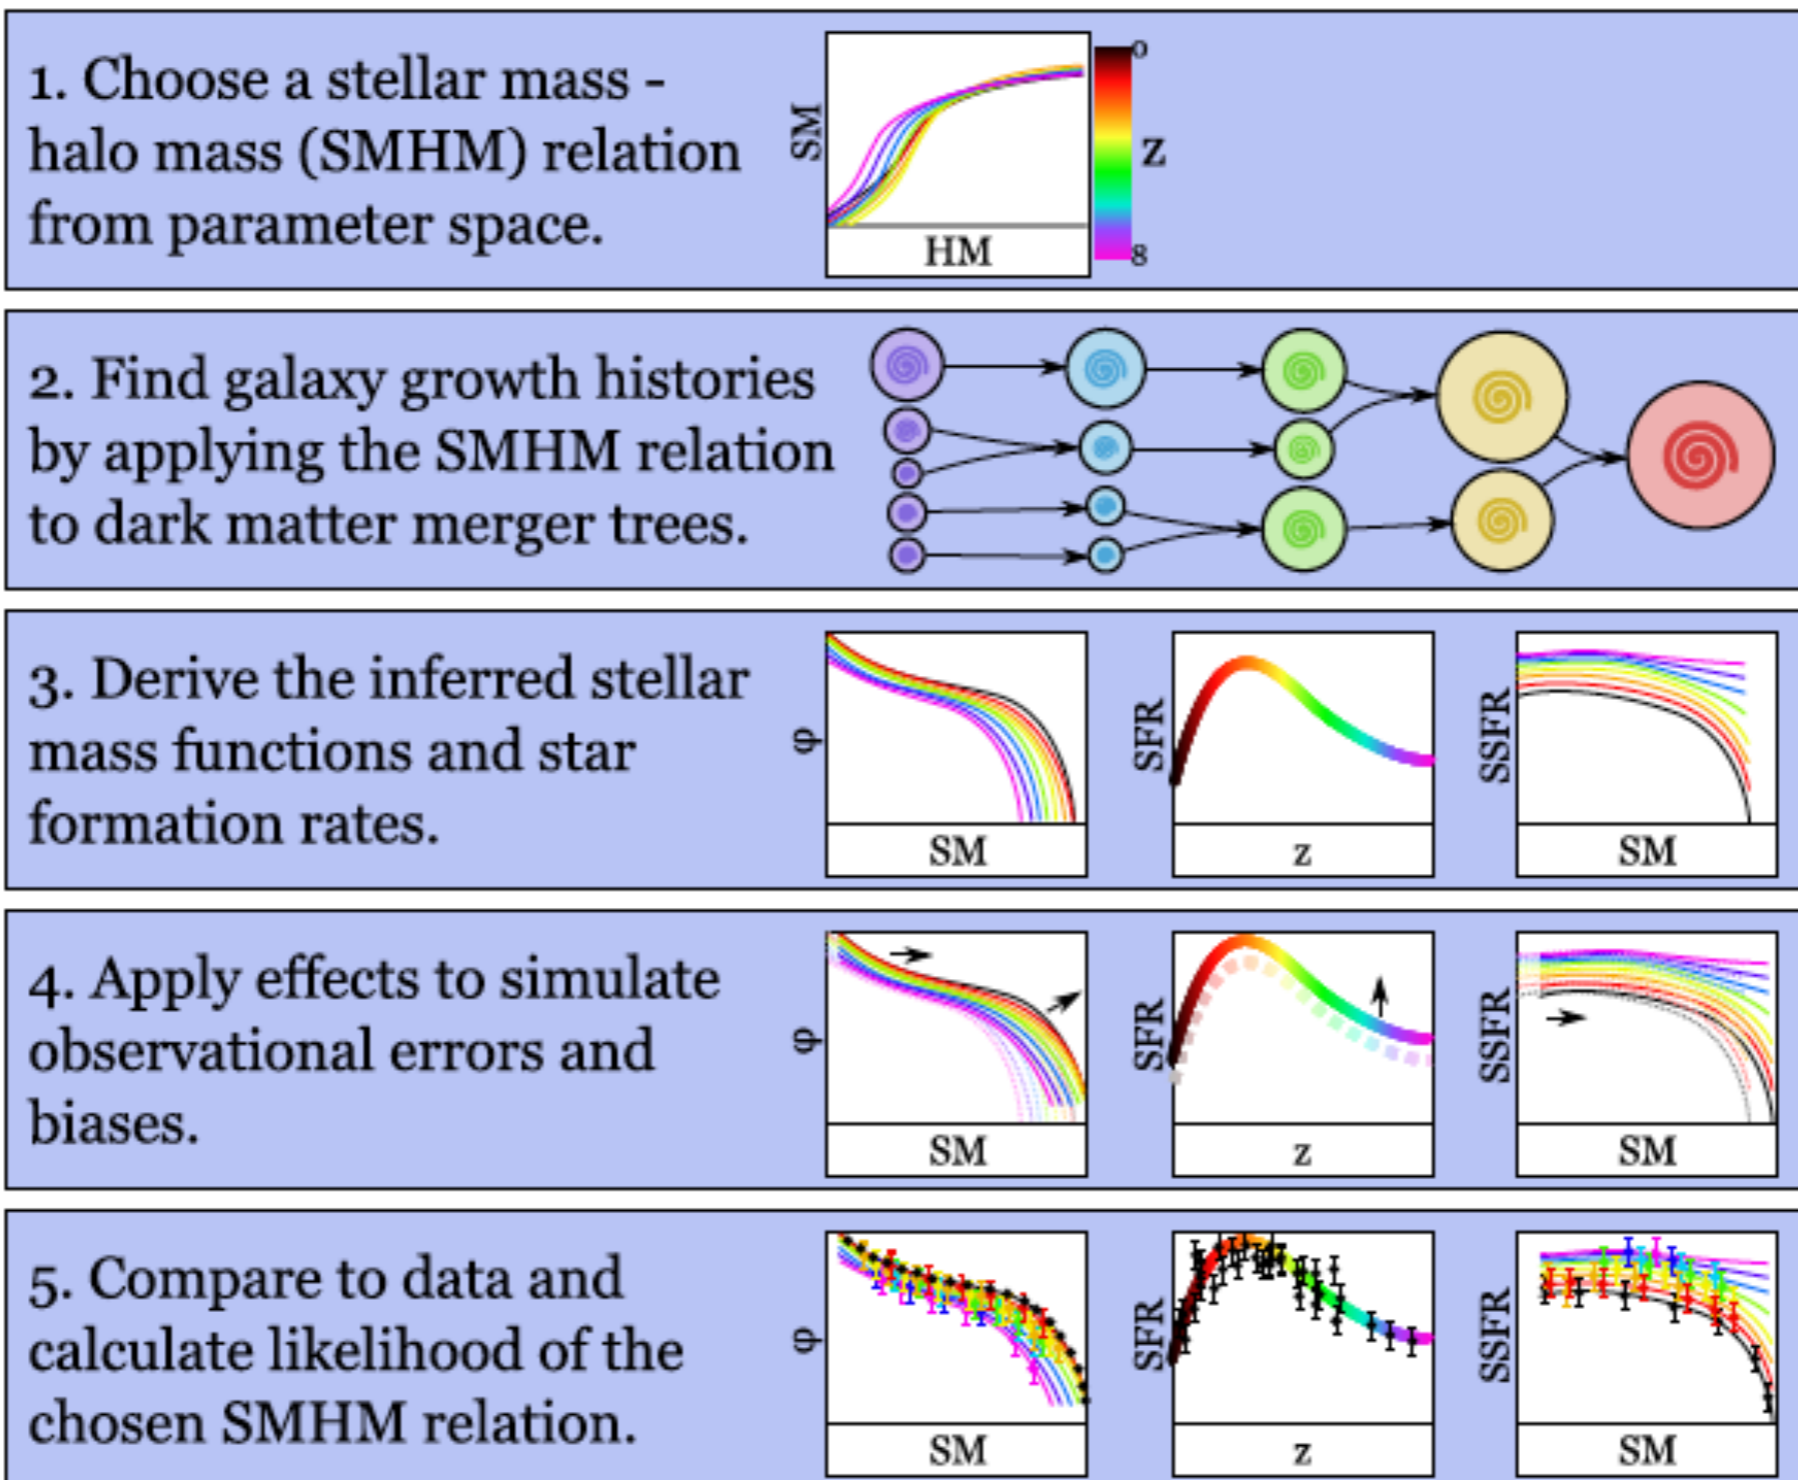 1. Choose a stellar mass -
halo mass (SMHM) relation
from parameter space.
SM
HM
0
Z
8
2. Find galaxy growth histories
by applying the SMHM relation
to dark matter merger trees.
3. Derive the inferred stellar
mass functions and star
formation rates.
φ
SM
SFR
z
SSFR
SM
4. Apply effects to simulate
observational errors and
biases.
φ
SM
SFR
z
SSFR
SM
5. Compare to data and
calculate likelihood of the
chosen SMHM relation.
φ
SM
SFR
z
SSFR
SM